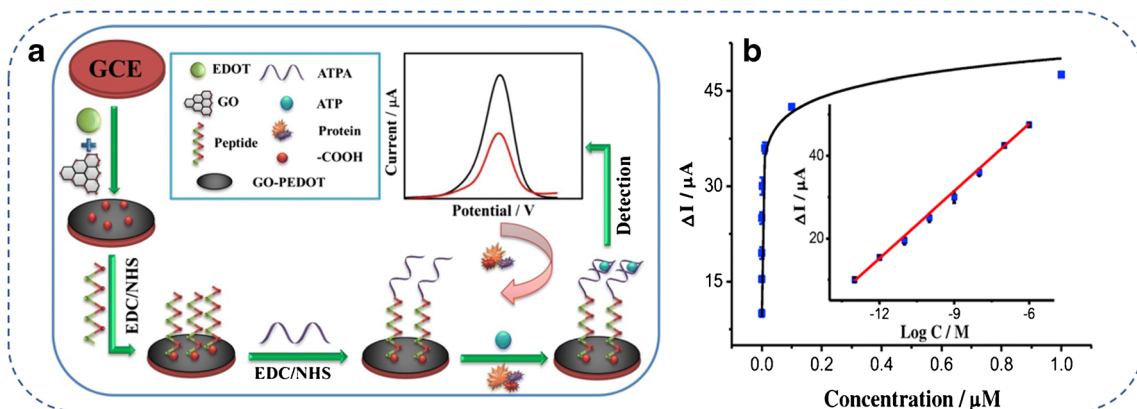 a
GCE
EDOT
GO
Peptide
GO-PEDOT
ATPA
ATP
Protein
-COOH
Current / μA
Potential / V
Detection
EDC/NHS
EDC/NHS
b
ΔI / μA
45
30
15
0.0 0.2 0.4 0.6 0.8 1.0
Concentration / μM
ΔI / μA
40
20
-12 -9 -6
Log C / M